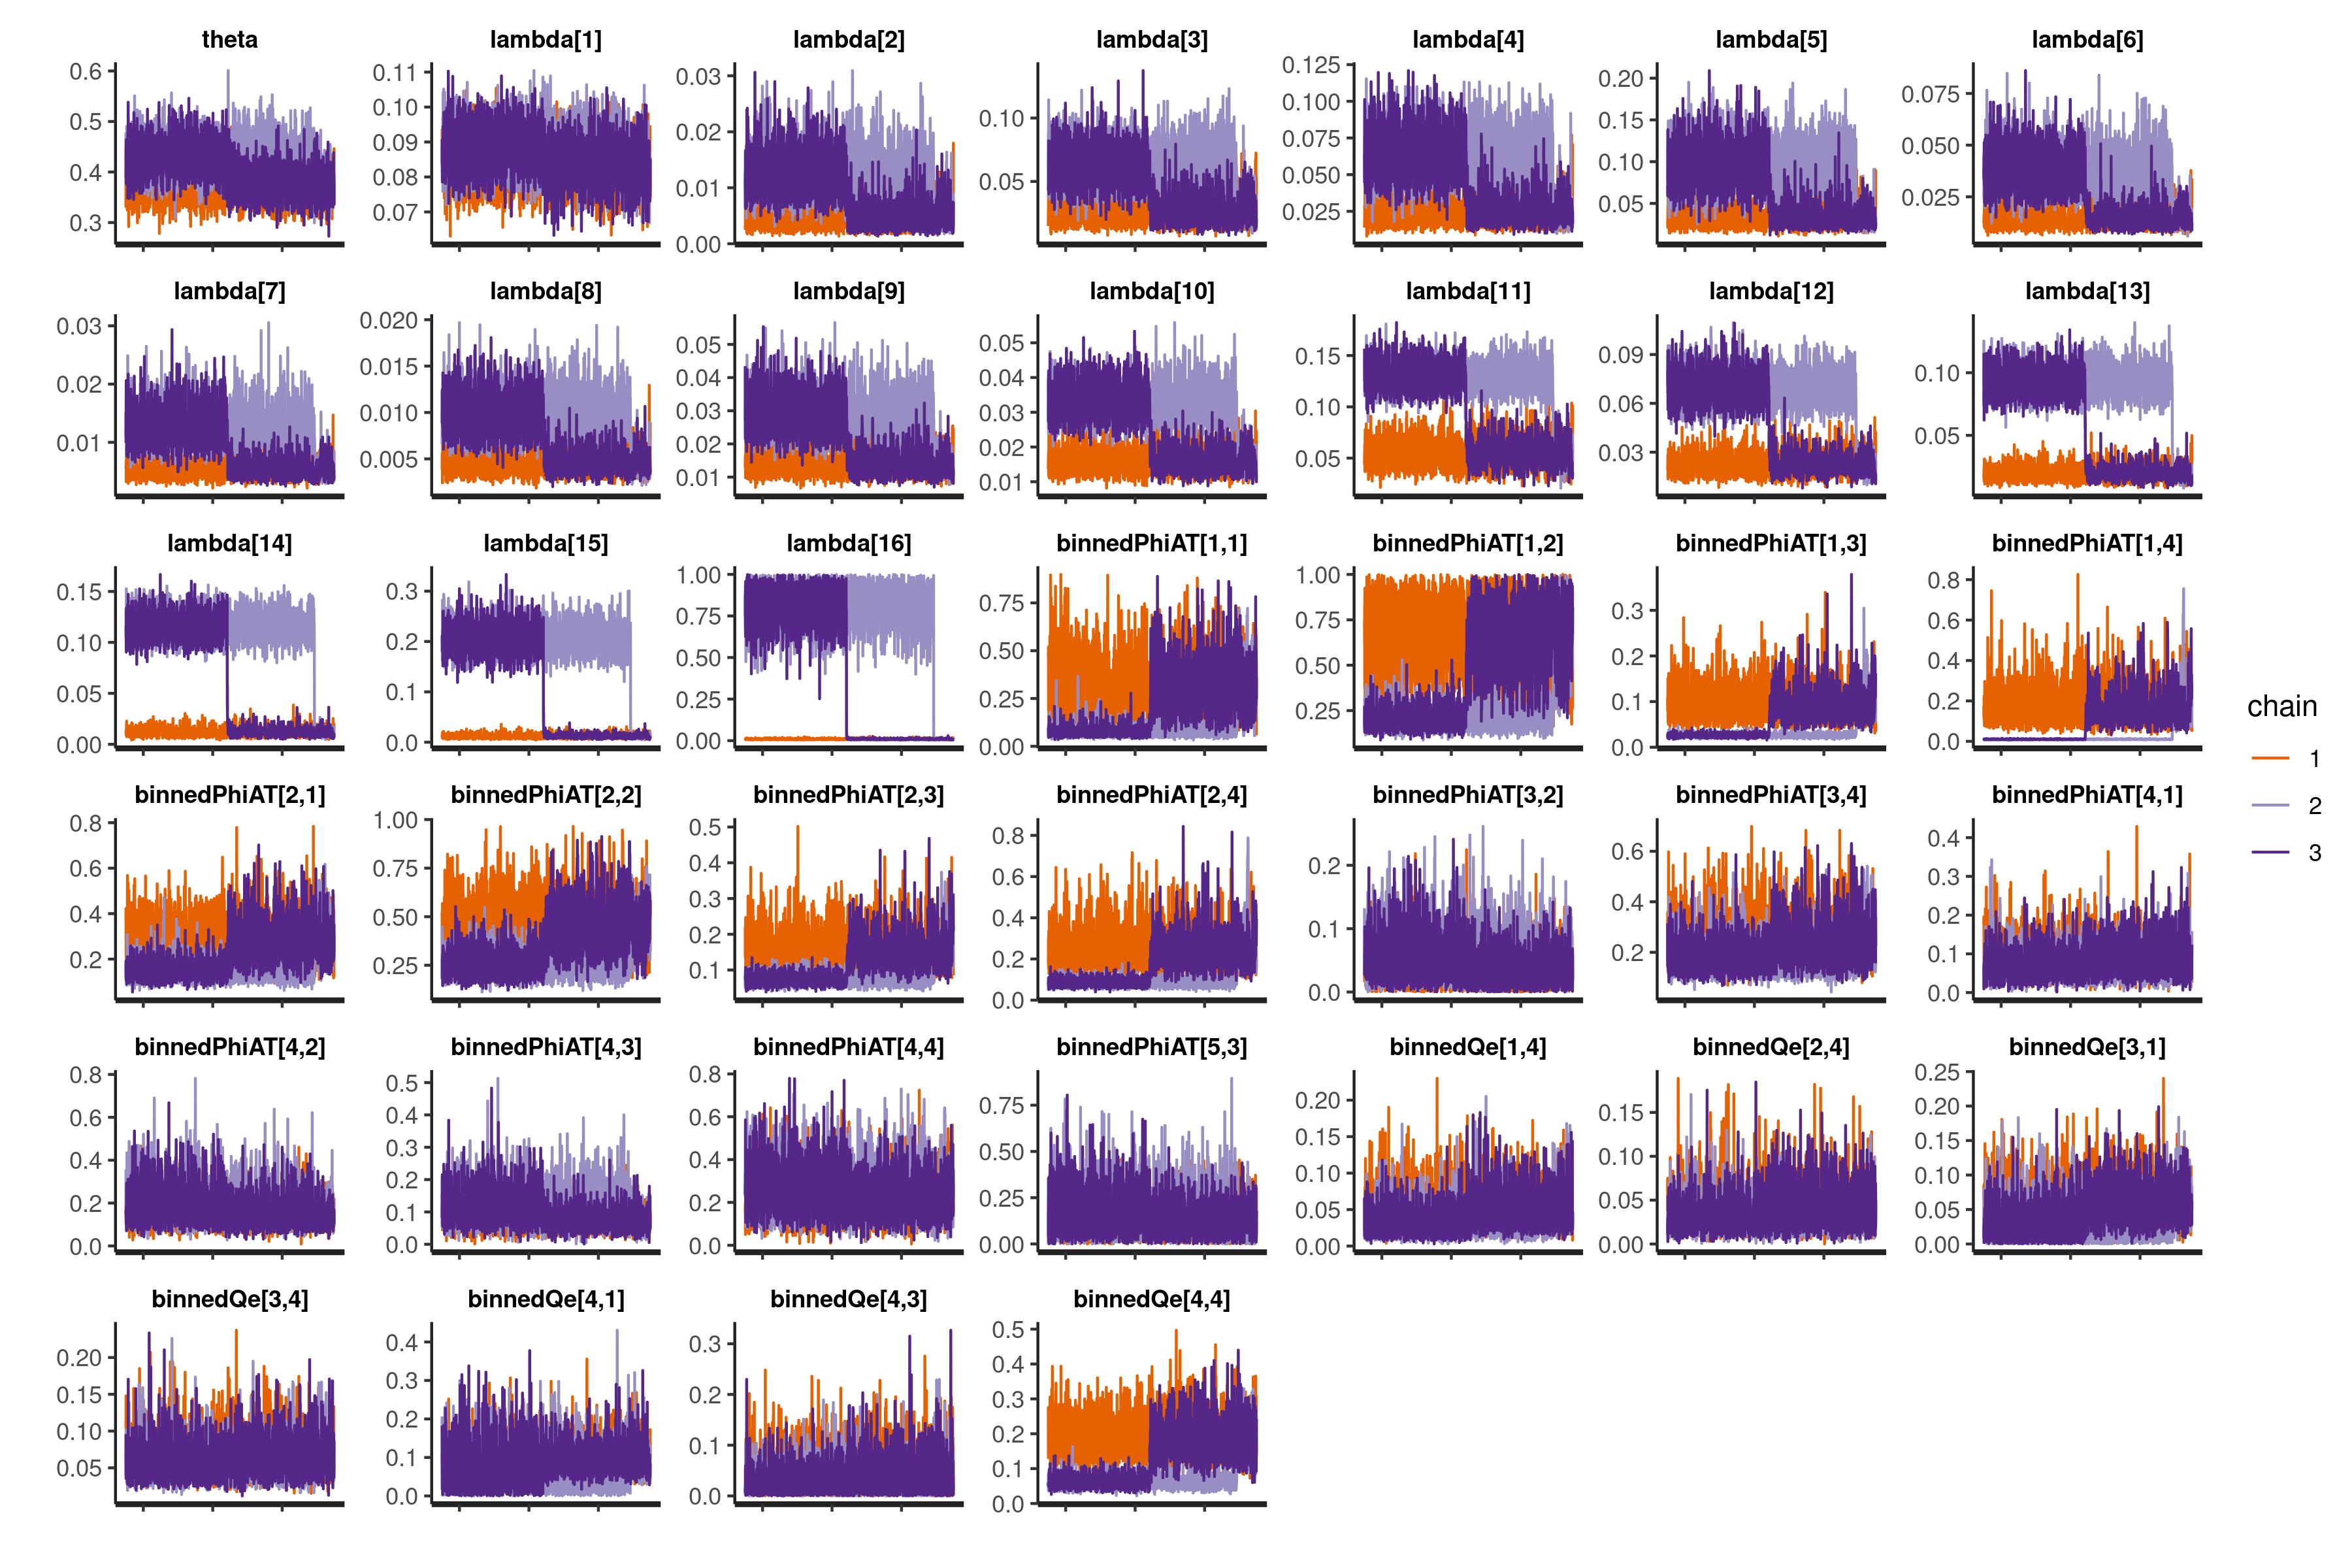 theta lambda[1] lambda[2] lambda[3] lambda[4] lambda[5] lambda[6]
0.6 0.11 0.03 0.10 0.125 0.20 0.075
0.5 0.10 0.02 0.05 0.100 0.15 0.050
0.4 0.09 0.01 0.075 0.10 0.025
0.3 0.08 0.00 0.050 0.05
0.07 0.025
lambda[7] lambda[8] lambda[9] lambda[10] lambda[11] lambda[12] lambda[13]
0.03 0.020 0.05 0.05 0.15 0.09 0.10
0.02 0.015 0.04 0.04 0.10 0.06 0.05
0.01 0.010 0.03 0.03 0.05 0.03
0.005 0.02 0.02
0.01 0.01
lambda[14] lambda[15] lambda[16] binnedPhiAT[1,1] binnedPhiAT[1,2] binnedPhiAT[1,3] binnedPhiAT[1,4]
0.15 0.3 1.00 0.75 1.00 0.3 0.8
0.10 0.2 0.75 0.50 0.75 0.2 0.6
0.05 0.1 0.50 0.25 0.50 0.1 0.4
0.00 0.0 0.25 0.00 0.25 0.0 0.2
0.00 0.0
chain
1
2
3
binnedPhiAT[2,1] binnedPhiAT[2,2] binnedPhiAT[2,3] binnedPhiAT[2,4] binnedPhiAT[3,2] binnedPhiAT[3,4] binnedPhiAT[4,1]
0.8 1.00 0.5 0.8 0.2 0.6 0.4
0.6 0.75 0.4 0.6 0.1 0.4 0.3
0.4 0.50 0.3 0.4 0.0 0.2 0.2
0.2 0.25 0.2 0.2 0.1
0.1 0.0 0.0
binnedPhiAT[4,2] binnedPhiAT[4,3] binnedPhiAT[4,4] binnedPhiAT[5,3] binnedQe[1,4] binnedQe[2,4] binnedQe[3,1]
0.8 0.5 0.8 0.75 0.20 0.15 0.25
0.6 0.4 0.6 0.50 0.15 0.10 0.20
0.4 0.3 0.4 0.25 0.10 0.05 0.15
0.2 0.2 0.2 0.00 0.05 0.00 0.10
0.0 0.1 0.0 0.00 0.05
0.0 0.00
binnedQe[3,4] binnedQe[4,1] binnedQe[4,3] binnedQe[4,4]
0.20 0.4 0.3 0.5
0.15 0.3 0.2 0.4
0.10 0.2 0.1 0.3
0.05 0.1 0.0 0.2
0.0 0.1
0.0